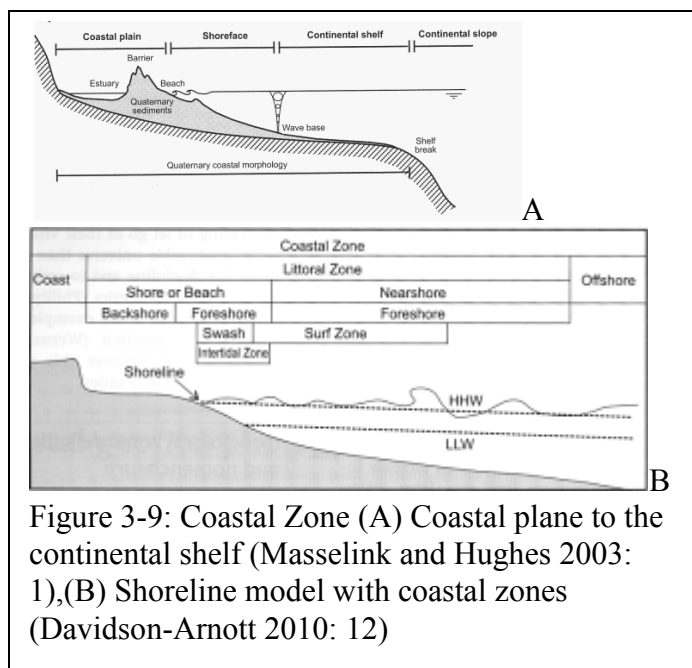 Coastal plain Shoreface Continental shelf Continental slope
Barrier
Estuary Beach
Quaternary
sediments
Wave base
Shelf
break
Quaternary coastal morphology
A
Coastal Zone
Coast Littoral Zone Offshore
Shore or Beach Nearshore
Backshore Foreshore Foreshore
Swash Surf Zone
Intertidal Zone
Shoreline
HHW
LLW
B
Figure 3-9: Coastal Zone (A) Coastal plane to the
continental shelf (Masselink and Hughes 2003:
1),(B) Shoreline model with coastal zones
(Davidson-Arnott 2010: 12)